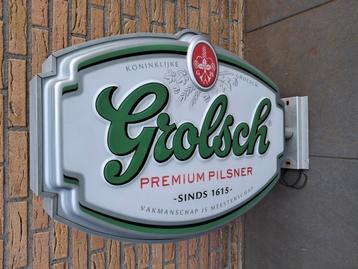 KONINKLIJKE GROLSCH
Grolsch
PREMIUM PILSNER
-SINDS 1615-
VAKMANSCHAP IS MEESTERSCHAP